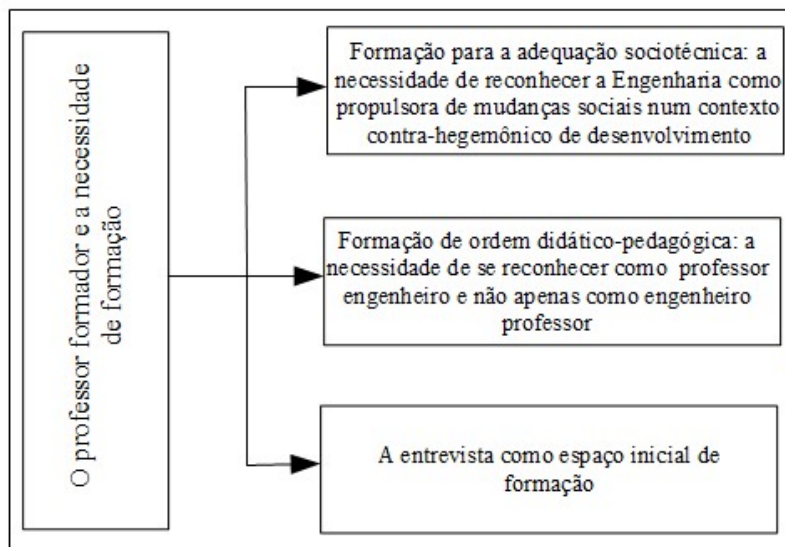 O professor formador e a necessidade
de formação
Formação para a adequação sociotécnica: a
necessidade de reconhecer a Engenharia como
propulsora de mudanças sociais num contexto
contra-hegemônico de desenvolvimento
Formação de ordem didático-pedagógica: a
necessidade de se reconhecer como professor
engenheiro e não apenas como engenheiro
professor
A entrevista como espaço inicial de
formação